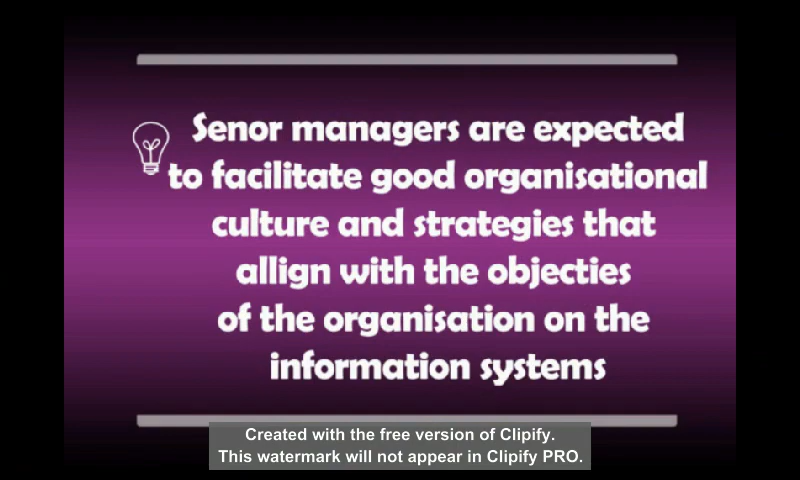 Senor managers are expected
to facilitate good organisational
culture and strategies that
allign with the objecties
of the organisation on the
information systems
Created with the free version of Clipify.
This watermark will not appear in Clipify PRO.